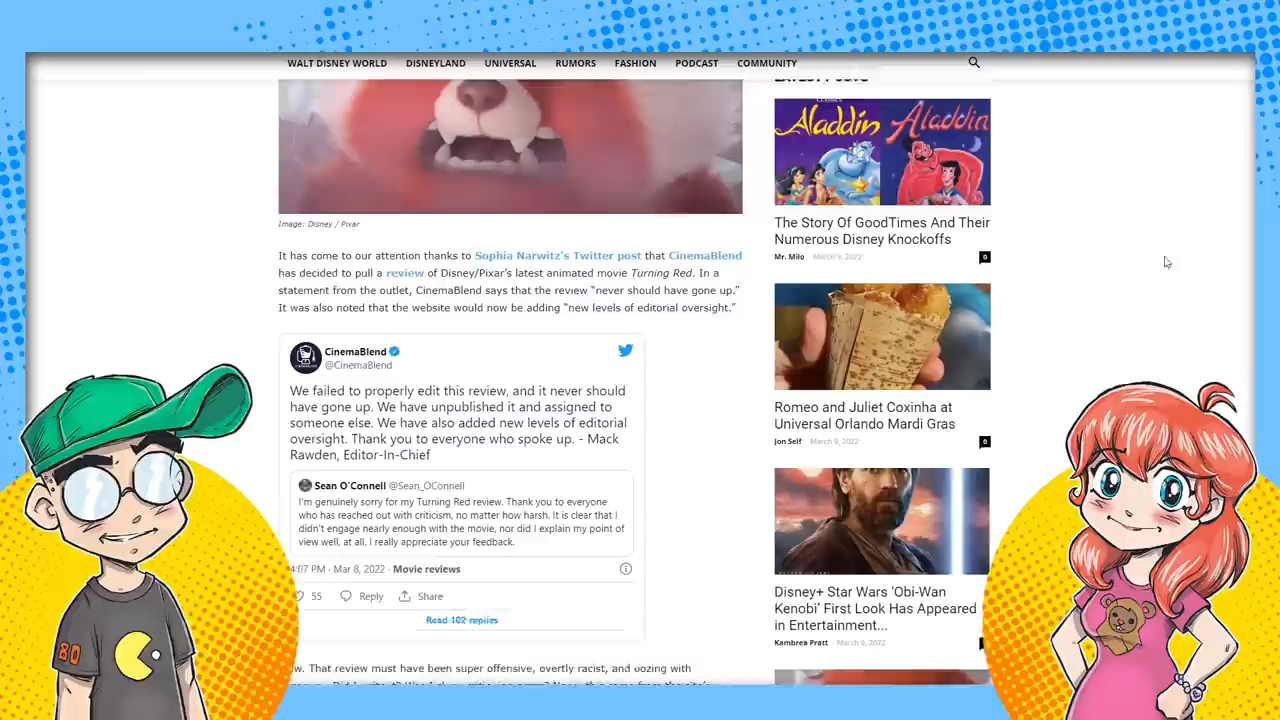 WALT DISNEY WORLD DISNEYLAND UNIVERSAL RUMORS FASHION PODCAST COMMUNITY
Image: Disney / Pixar
It has come to our attention thanks to Sophia Narwitz's Twitter post that CinemaBlend
has decided to pull a review of Disney/Pixar's latest animated movie Turning Red. In a
statement from the outlet, CinemaBlend says that the review “never should have gone up.”
It was also noted that the website would now be adding “new levels of editorial oversight.”
CinemaBlend
@CinemaBlend
We failed to properly edit this review, and it never should
have gone up. We have unpublished it and assigned to
someone else. We have also added new levels of editorial
oversight. Thank you to everyone who spoke up. - Mack
Rawden, Editor-In-Chief
Sean O'Connell @Sean_OConnell
I'm genuinely sorry for my Turning Red review. Thank you to everyone
who has reached out with criticism, no matter how harsh. It is clear that I
didn't engage nearly enough with the movie, nor did I explain my point of
view well, at all. I really appreciate your feedback.
4:07 PM · Mar 8, 2022 · Movie reviews
55 Reply Share
Read 102 replies
w. That review must have been super offensive, overtly racist, and oozing with
Aladdin Aladdin
The Story Of GoodTimes And Their
Numerous Disney Knockoffs
Mr. Milo March 9, 2022 0
Romeo and Juliet Coxinha at
Universal Orlando Mardi Gras
Jon Self March 9, 2022 0
Disney+ Star Wars ‘Obi-Wan
Kenobi’ First Look Has Appeared
in Entertainment...
Kambrea Pratt - March 9, 2022
80